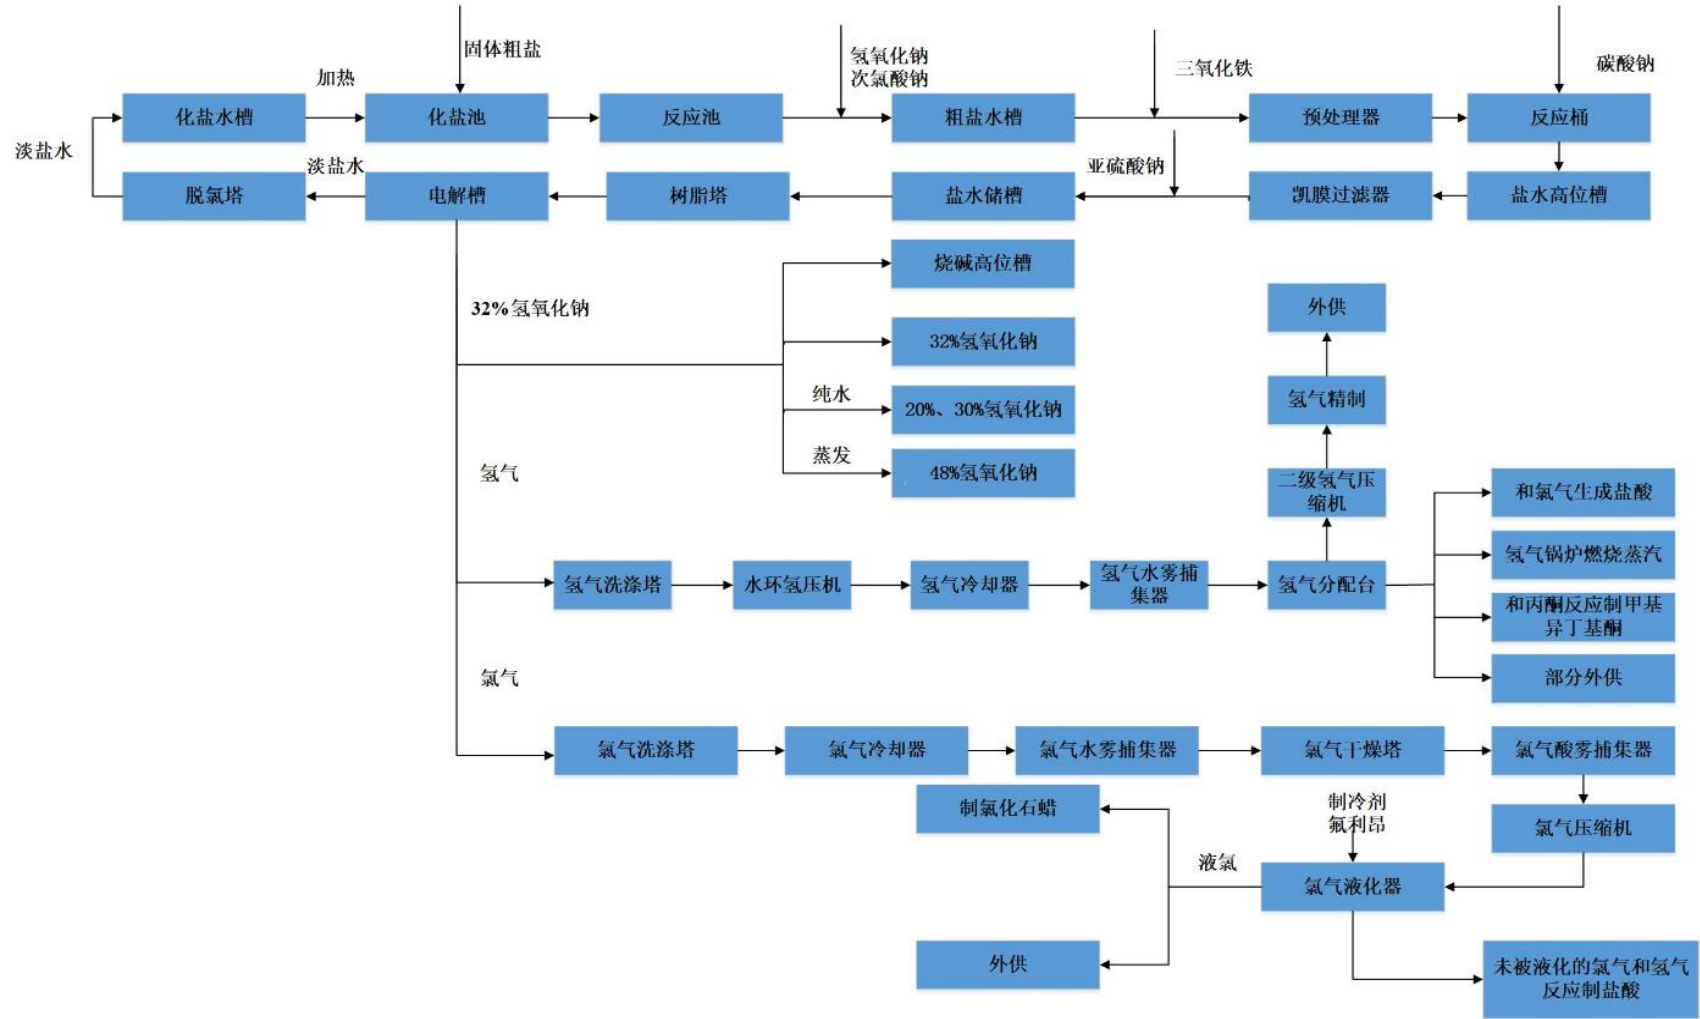 固体粗盐
加热
氢氧化钠
次氯酸钠
三氧化铁
碳酸钠
化盐水槽
化盐池
反应池
粗盐水槽
预处理器
反应桶
淡盐水
淡盐水
亚硫酸钠
脱氯塔
电解槽
树脂塔
盐水储槽
凯膜过滤器
盐水高位槽
烧碱高位槽
32%氢氧化钠
外供
32%氢氧化钠
纯水
20%、30%氢氧化钠
氢气精制
蒸发
48%氢氧化钠
氢气
二级氢气压
缩机
和氯气生成盐酸
氢气锅炉燃烧蒸汽
氢气洗涤塔
水环氢压机
氢气冷却器
氢气水雾捕
集器
氢气分配台
和丙酮反应制甲基
异丁基酮
氯气
部分外供
氯气洗涤塔
氯气冷却器
氯气水雾捕集器
氯气干燥塔
氯气酸雾捕集器
制氯化石蜡
制冷剂
氟利昂
氯气压缩机
液氯
氯气液化器
外供
未被液化的氯气和氢气
反应制盐酸